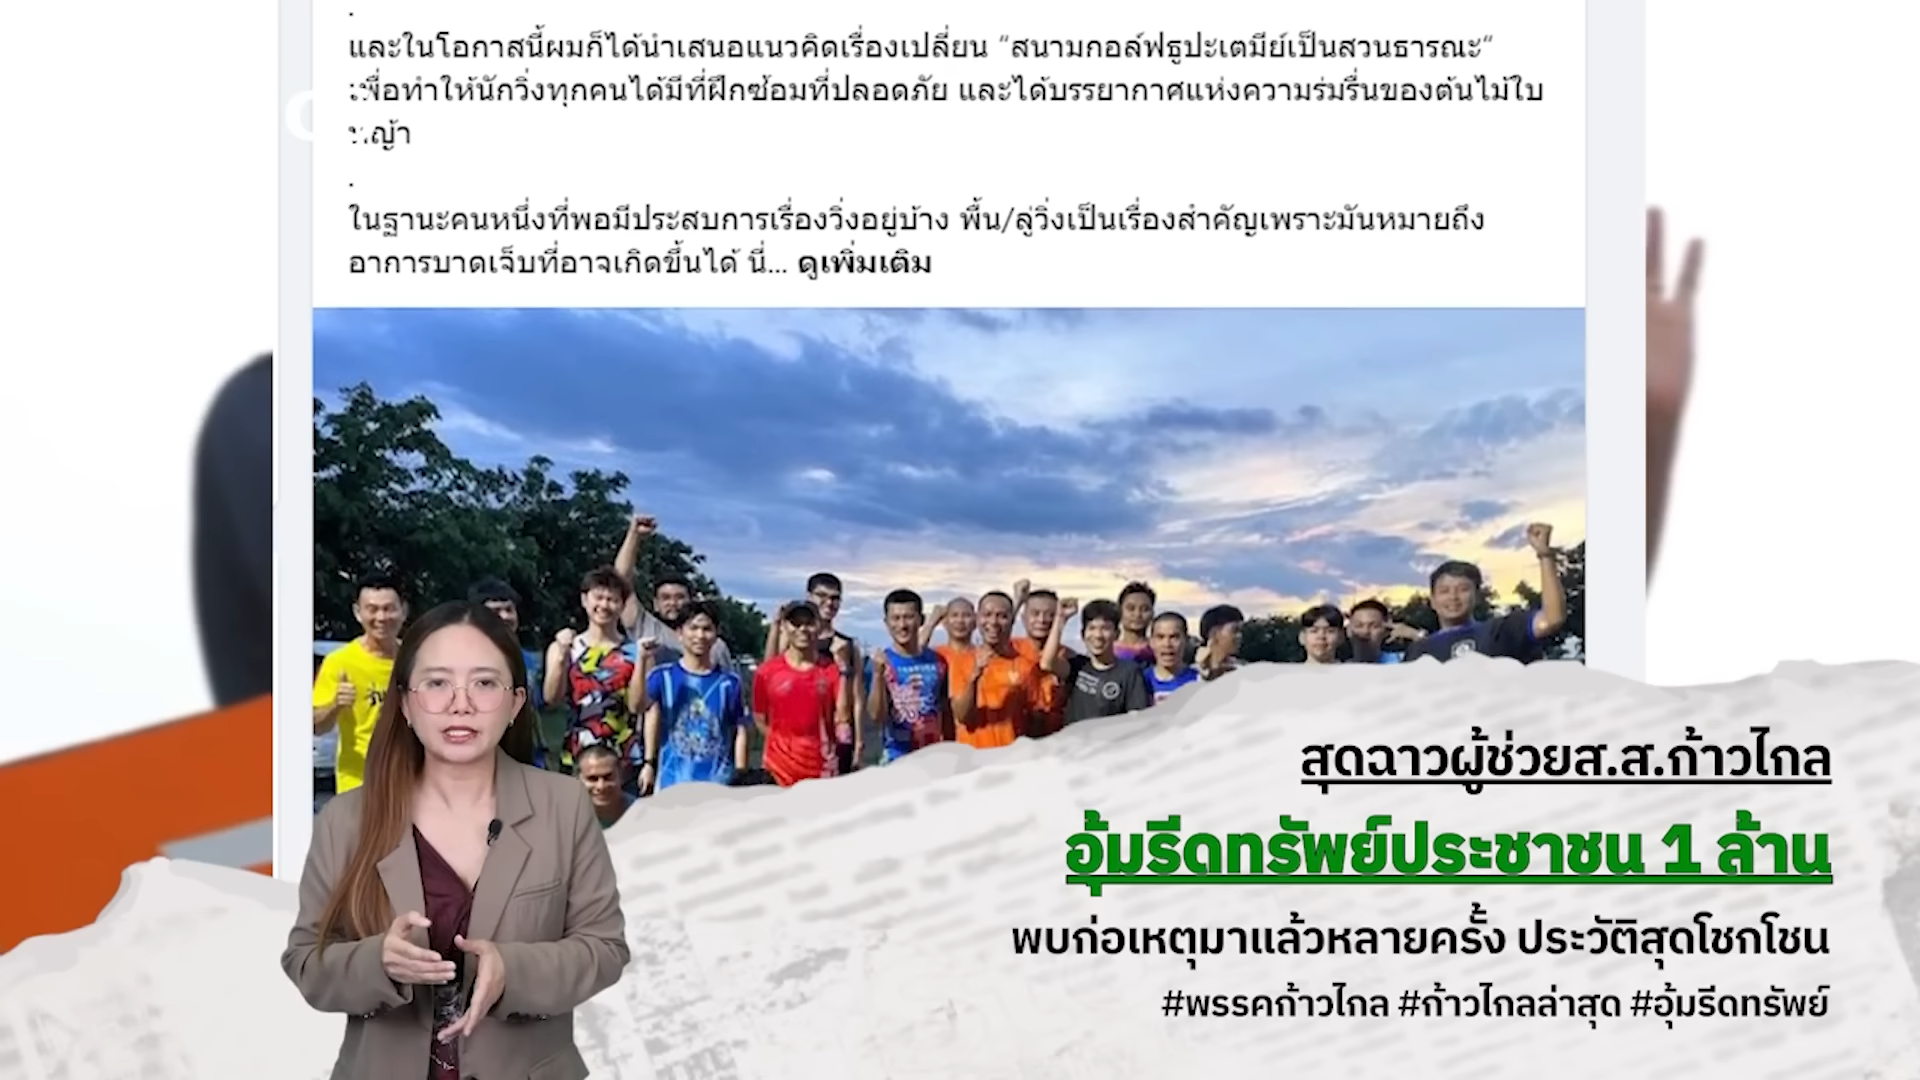 และในโอกาสนี้ผมก็ได้นำเสนอแนวคิดเรื่องเปลี่ยน “สนามกอล์ฟธูปะเตมีย์เป็นสวนธารณะ“
เพื่อทำให้นักวิ่งทุกคนได้มีที่ฝึกซ้อมที่ปลอดภัย และได้บรรยากาศแห่งความร่มรื่นของต้นไม้ใบ
หญ้า
.
ในฐานะคนหนึ่งที่พอมีประสบการเรื่องวิ่งอยู่บ้าง พื้น/ลู่วิ่งเป็นเรื่องสำคัญเพราะมันหมายถึง
อาการบาดเจ็บที่อาจเกิดขึ้นได้ นี่... ดูเพิ่มเติม
สุดฉาวผู้ช่วยส.ส.ก้าวไกล
อุ้มรีดทรัพย์ประชาชน 1 ล้าน
พบก่อเหตุมาแล้วหลายครั้ง ประวัติสุดโชกโชน
#พรรคก้าวไกล #ก้าวไกลล่าสุด #อุ้มรีดทรัพย์